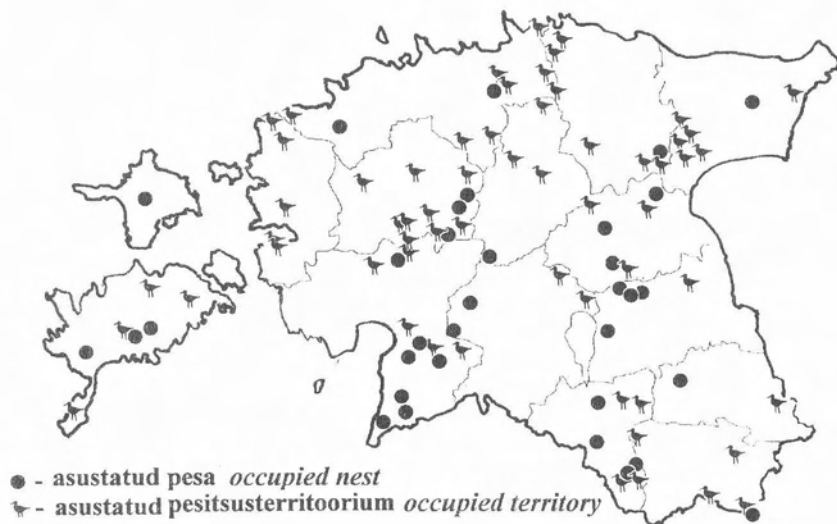 - asustatud pesa occupied nest
- asustatud pesitsusterritoorium occupied territory